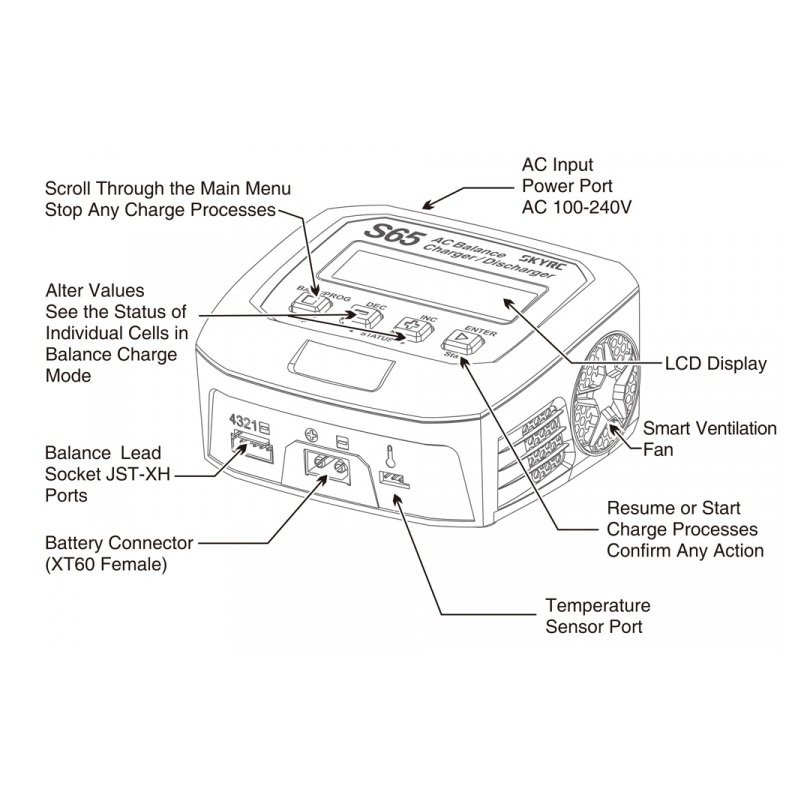 AC Input
Power Port
AC 100-240V
Scroll Through the Main Menu
Stop Any Charge Processes
S65 AC Balance
Charger/Discharger
SKYRC
Alter Values
See the Status of
Individual Cells in
Balance Charge
Mode
DEC
INC
ENTER
STATUS
LCD Display
4321
Balance Lead
Socket JST-XH
Ports
Smart Ventilation
Fan
Battery Connector
(XT60 Female)
Resume or Start
Charge Processes
Confirm Any Action
Temperature
Sensor Port